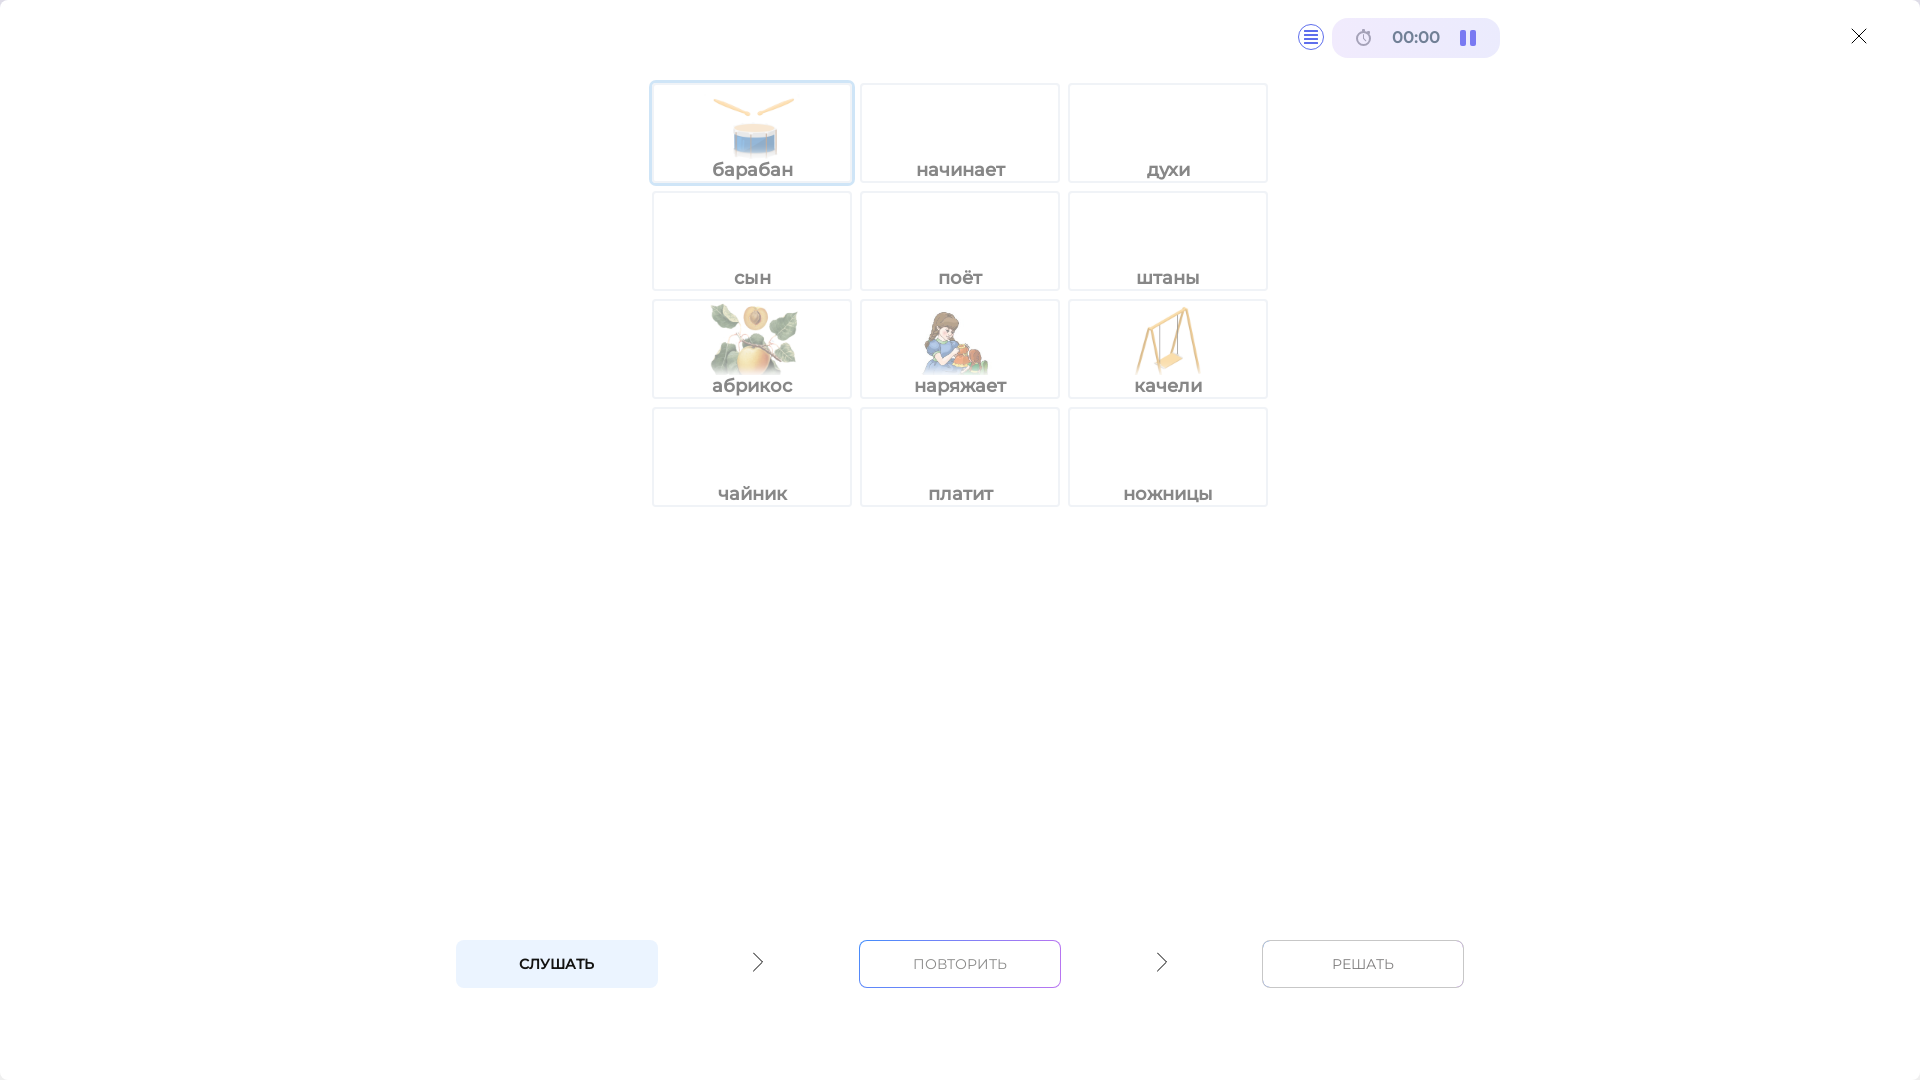 00:00
барабан
начинает
духи
сын
поёт
штаны
абрикос
наряжает
качели
чайник
платит
ножницы
СЛУШАТЬ
ПОВТОРИТЬ
РЕШАТЬ